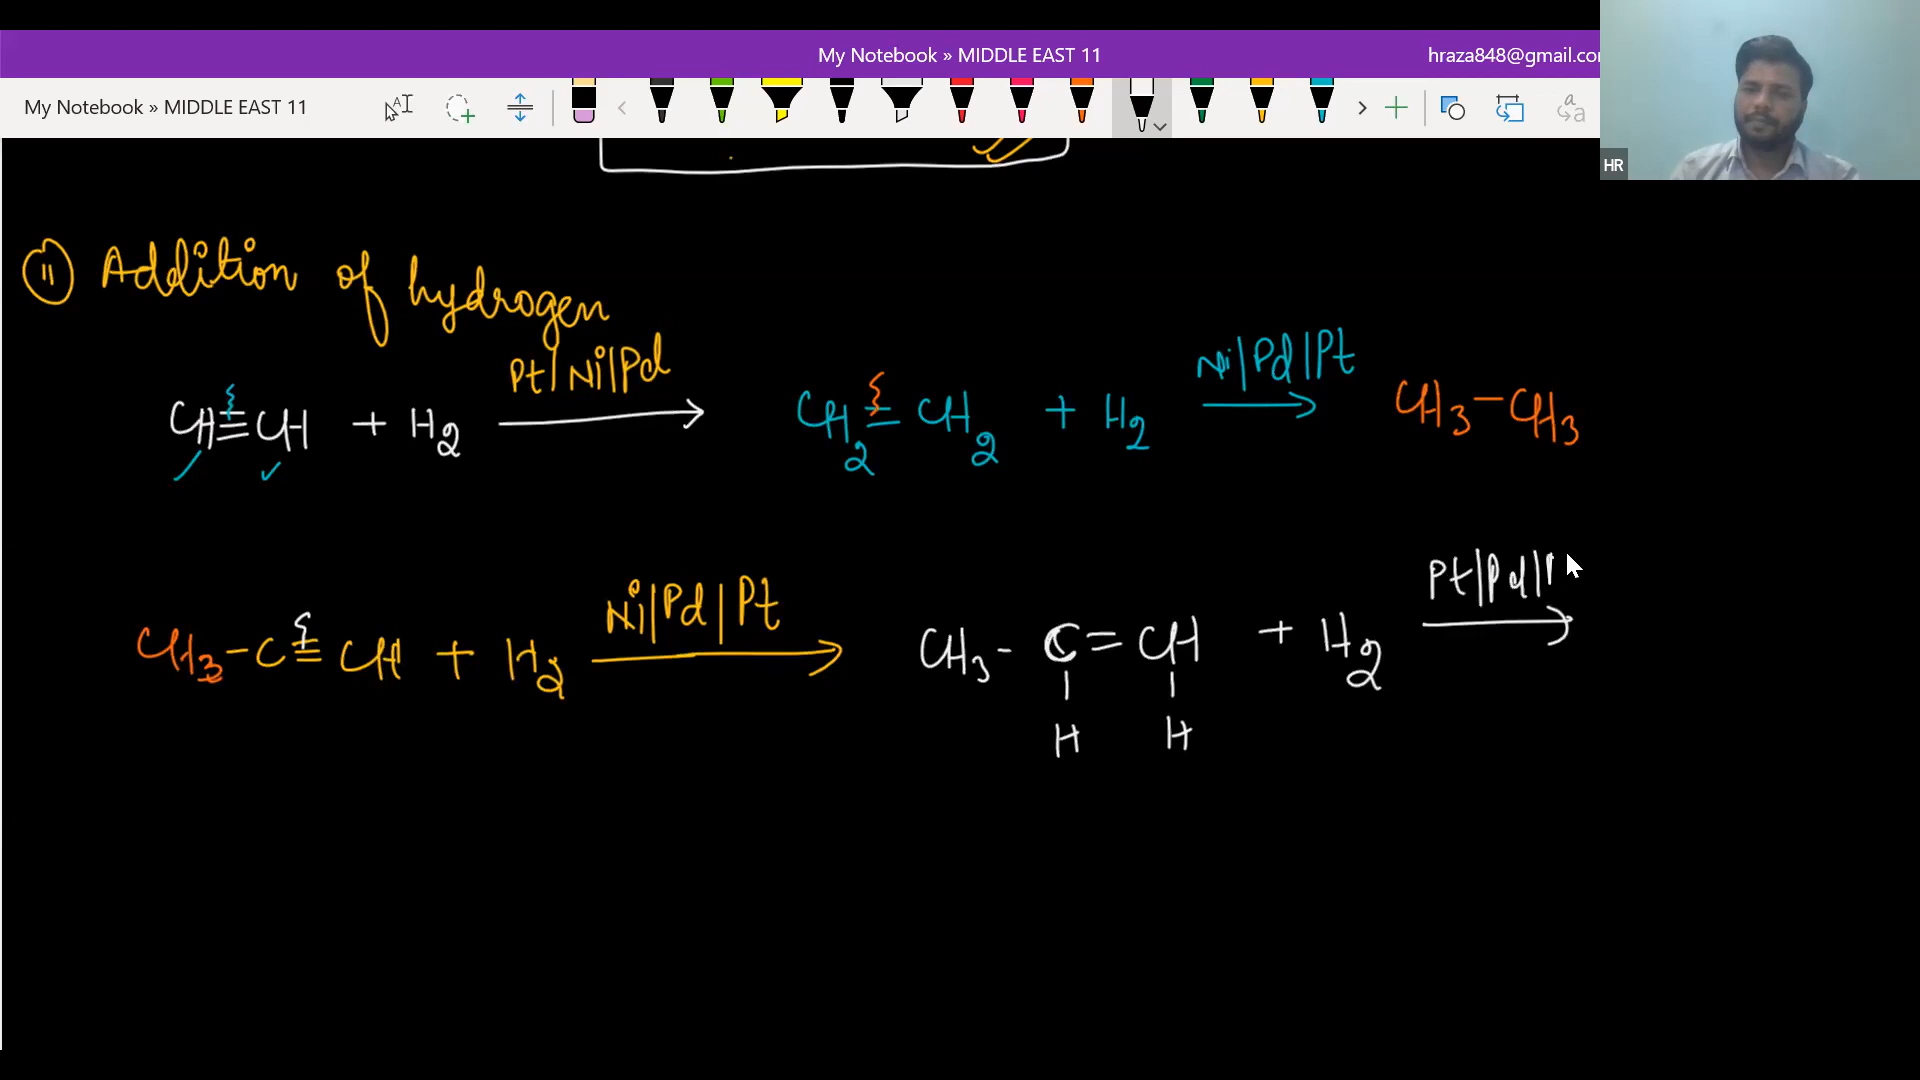 My Notebook » MIDDLE EAST 11
hraza848@gmail.co
My Notebook » MIDDLE EAST 11
HR
(ii) Addition of hydrogen
CH≡CH + H2 Pt|Ni|Pd → CH2=CH2 + H2 Ni|Pd|Pt → CH3-CH3
CH3-C≡CH + H2 Ni|Pd|Pt → CH3-C=CH + H2 Pt|Pd| →
H H